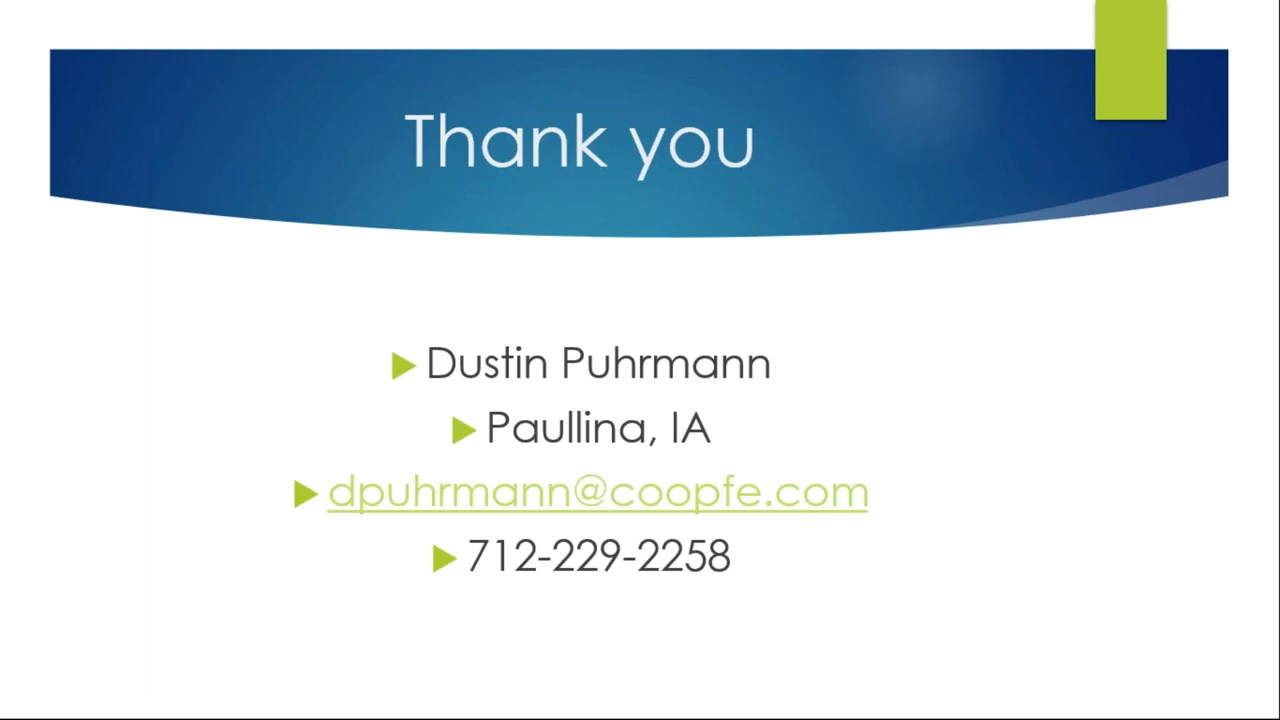 Thank you
Dustin Puhrmann
Paullina, IA
dpuhrmann@coopfe.com
712-229-2258